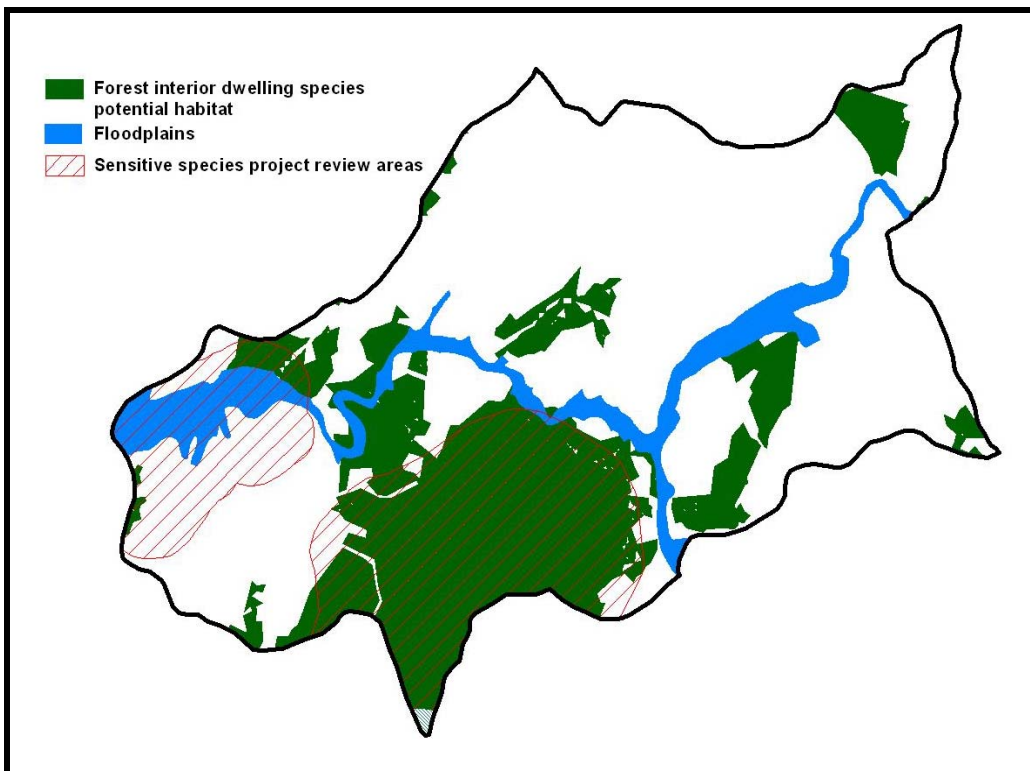 Forest interior dwelling species
potential habitat
Floodplains
Sensitive species project review areas